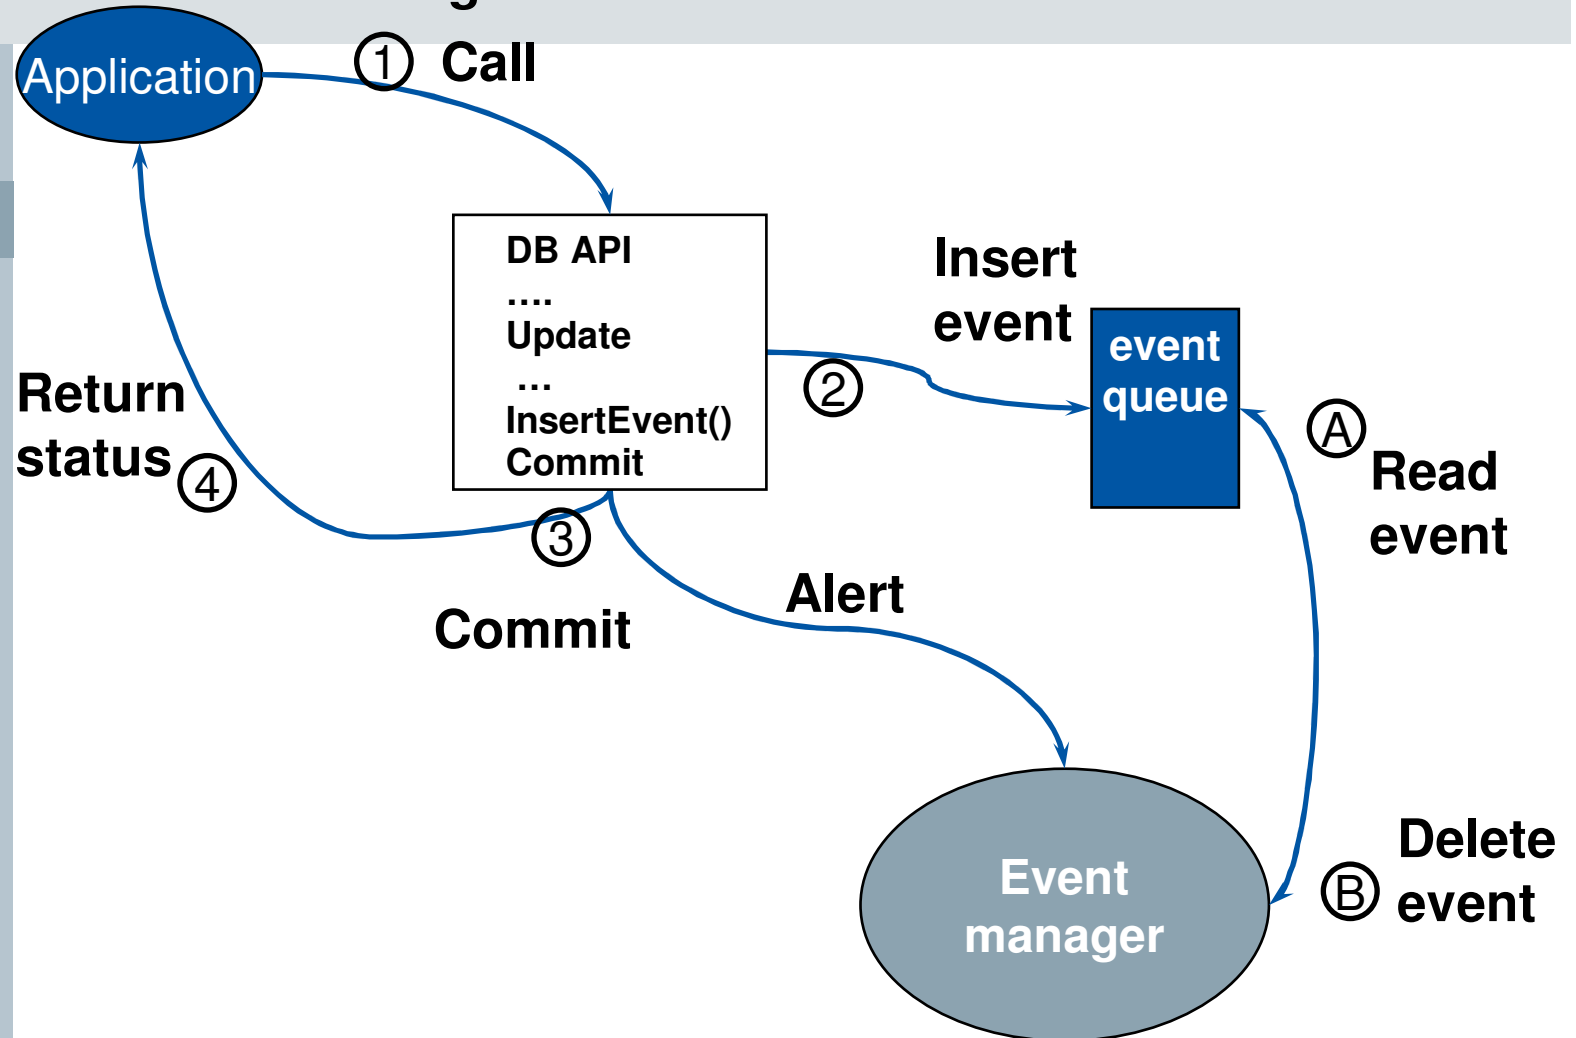 Application
1 Call
DB API
....
Update
...
InsertEvent()
Commit
Insert
event
2
event
queue
A
Read
event
Return
status
4
3
Commit
Alert
Event
manager
Delete
B event